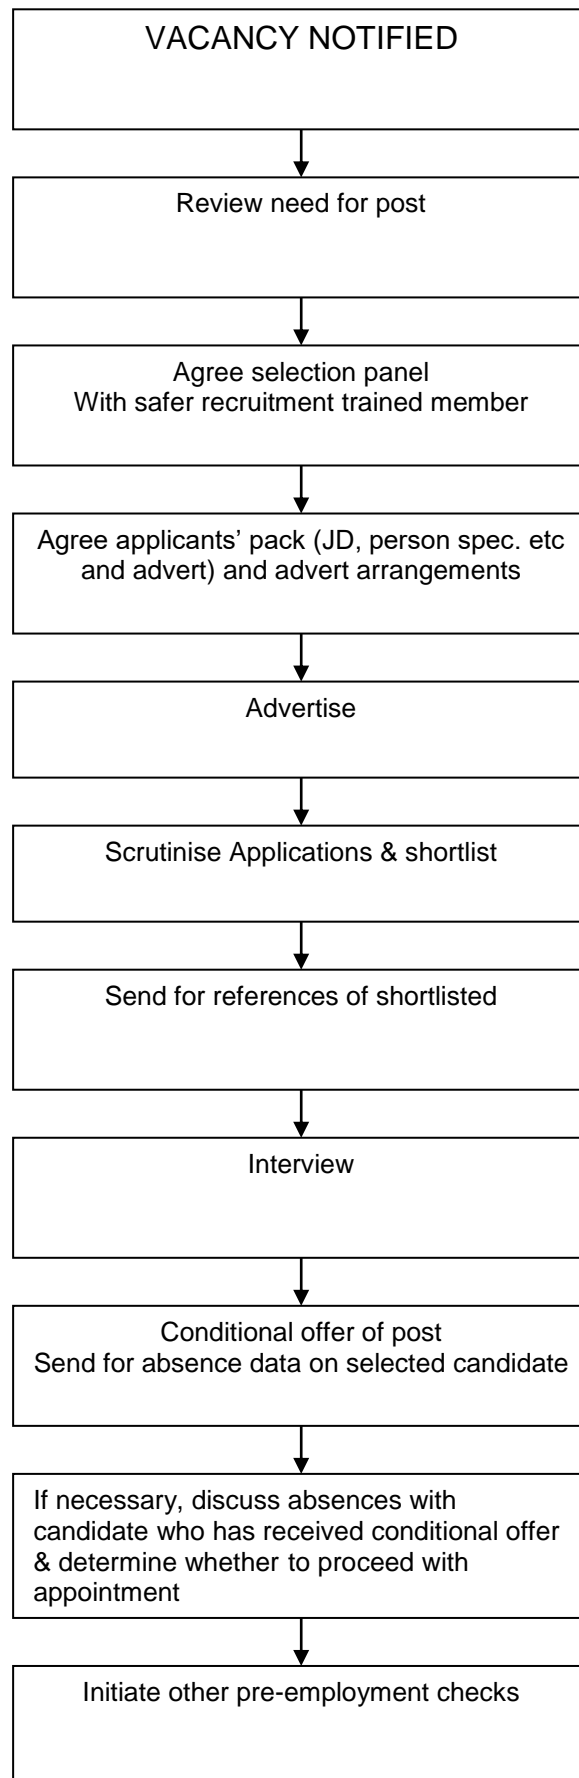 VACANCY NOTIFIED
Review need for post
Agree selection panel
With safer recruitment trained member
Agree applicants’ pack (JD, person spec. etc
and advert) and advert arrangements
Advertise
Scrutinise Applications & shortlist
Send for references of shortlisted
Interview
Conditional offer of post
Send for absence data on selected candidate
If necessary, discuss absences with
candidate who has received conditional offer
& determine whether to proceed with
appointment
Initiate other pre-employment checks